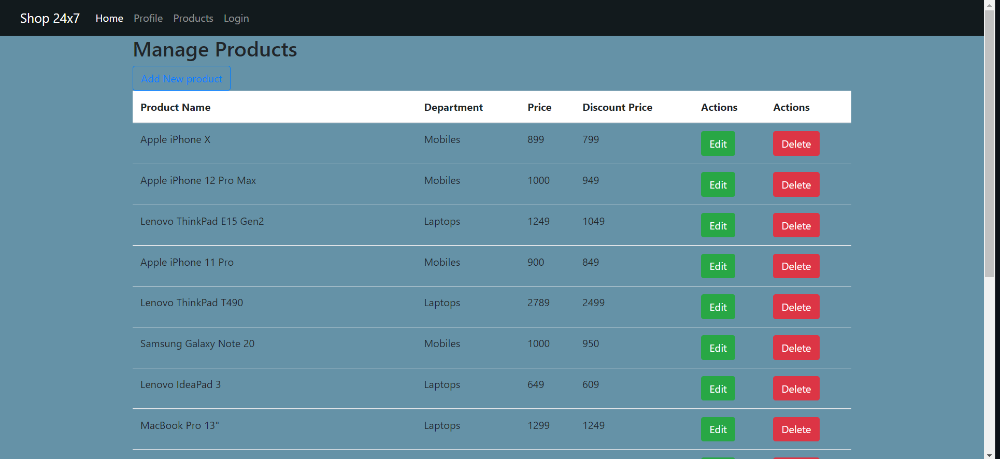 Shop 24x7 Home Profile Products Login
Manage Products
Add New product
Product Name Department Price Discount Price Actions Actions
Apple iPhone X Mobiles 899 799 Edit Delete
Apple iPhone 12 Pro Max Mobiles 1000 949 Edit Delete
Lenovo ThinkPad E15 Gen2 Laptops 1249 1049 Edit Delete
Apple iPhone 11 Pro Mobiles 900 849 Edit Delete
Lenovo ThinkPad T490 Laptops 2789 2499 Edit Delete
Samsung Galaxy Note 20 Mobiles 1000 950 Edit Delete
Lenovo IdeaPad 3 Laptops 649 609 Edit Delete
MacBook Pro 13" Laptops 1299 1249 Edit Delete